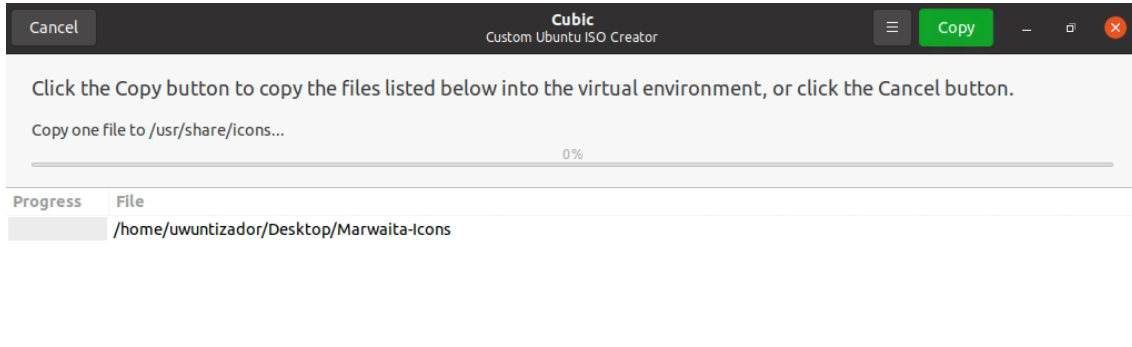 Cancel
Cubic
Custom Ubuntu ISO Creator
Copy
Click the Copy button to copy the files listed below into the virtual environment, or click the Cancel button.
Copy one file to /usr/share/icons...
0%
Progress File
/home/uwuntizador/Desktop/Marwaita-Icons